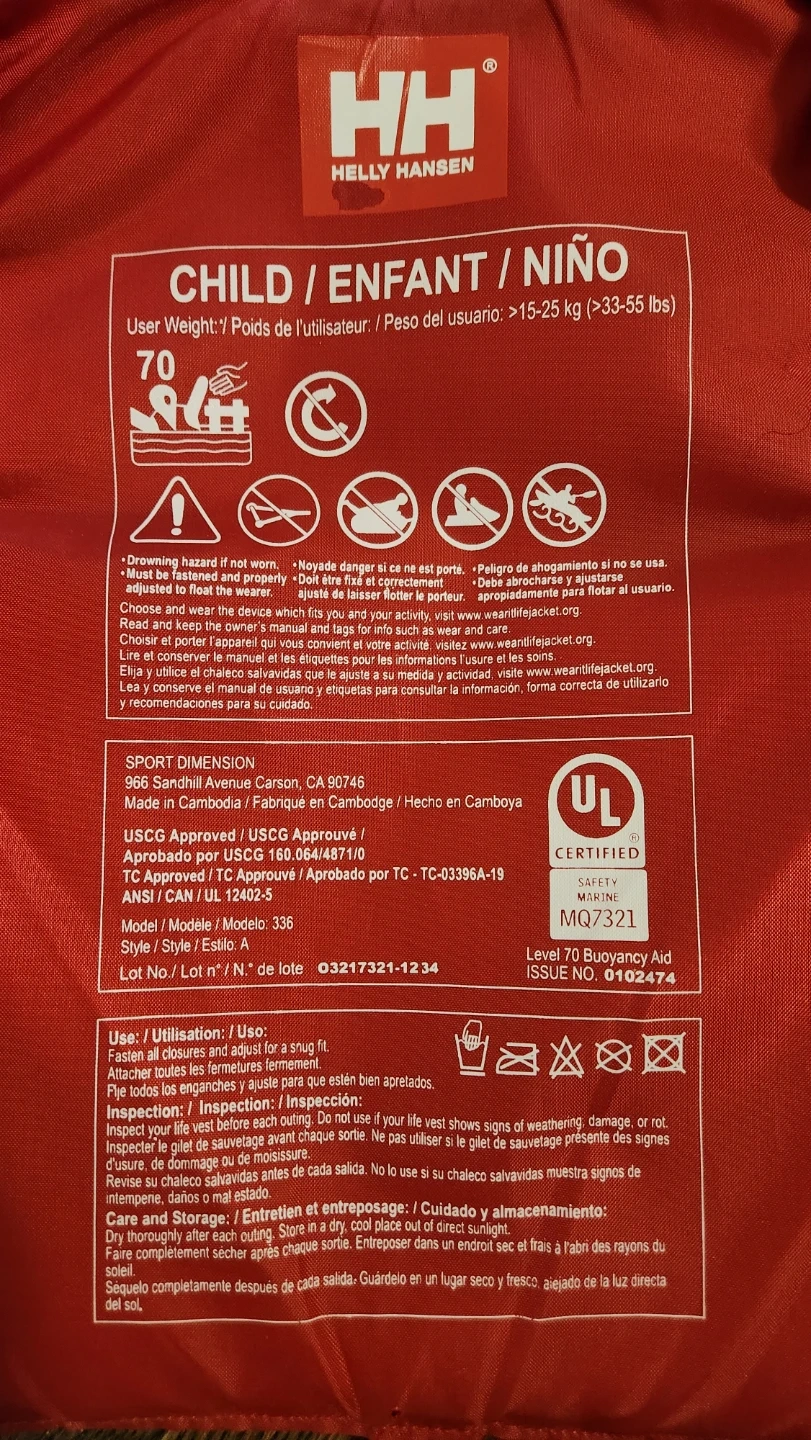 HH®
HELLY HANSEN
CHILD / ENFANT / NIÑO
User Weight:*/ Poids de l'utilisateur: / Peso del usuario: >15-25 kg (>33-55 lbs)
70
•Drowning hazard if not worn.
•Must be fastened and properly
adjusted to float the wearer.
•Noyade danger si ce ne est porté.
•Doit être fixé et correctement
ajusté de laisser flotter le porteur.
•Peligro de ahogamiento si no se usa.
•Debe abrocharse y ajustarse
apropiadamente para flotar al usuario.
Choose and wear the device which fits you and your activity, visit www.wearitlifejacket.org.
Read and keep the owner's manual and tags for info such as wear and care.
Choisir et porter l'appareil qui vous convient et votre activité, visitez www.wearitlifejacket.org.
Lire et conserver le manuel et les étiquettes pour les informations l'usure et les soins.
Elija y utilice el chaleco salvavidas que le ajuste a su medida y actividad, visite www.wearitlifejacket.org.
Lea y conserve el manual de usuario y etiquetas para consultar la información, forma correcta de utilizarlo
y recomendaciones para su cuidado.
SPORT DIMENSION
966 Sandhill Avenue Carson, CA 90746
Made in Cambodia / Fabriqué en Cambodge / Hecho en Camboya
USCG Approved / USCG Approuvé /
Aprobado por USCG 160.064/4871/0
TC Approved / TC Approuvé / Aprobado por TC - TC-03396A-19
ANSI / CAN / UL 12402-5
Model / Modèle / Modelo: 336
Style / Style / Estilo: A
Lot No./ Lot n° / N.° de lote 03217321-1234
UL®
CERTIFIED
SAFETY
MARINE
MQ7321
Level 70 Buoyancy Aid
ISSUE NO. 0102474
Use: / Utilisation: / Uso:
Fasten all closures and adjust for a snug fit.
Attacher toutes les fermetures fermement.
Fije todos los enganches y ajuste para que estén bien apretados.
Inspection: / Inspection: / Inspección:
Inspect your life vest before each outing. Do not use if your life vest shows signs of weathering, damage, or rot.
Inspecter le gilet de sauvetage avant chaque sortie. Ne pas utiliser si le gilet de sauvetage présente des signes
d'usure, de dommage ou de moisissure.
Revise su chaleco salvavidas antes de cada salida. No lo use si su chaleco salvavidas muestra signos de
intemperie, daños o mal estado.
Care and Storage: / Entretien et entreposage: / Cuidado y almacenamiento:
Dry thoroughly after each outing. Store in a dry, cool place out of direct sunlight.
Faire complètement sécher après chaque sortie. Entreposer dans un endroit sec et frais à l'abri des rayons du
soleil.
Séquelo completamente después de cada salida. Guárdelo en un lugar seco y fresco, alejado de la luz directa
del sol.